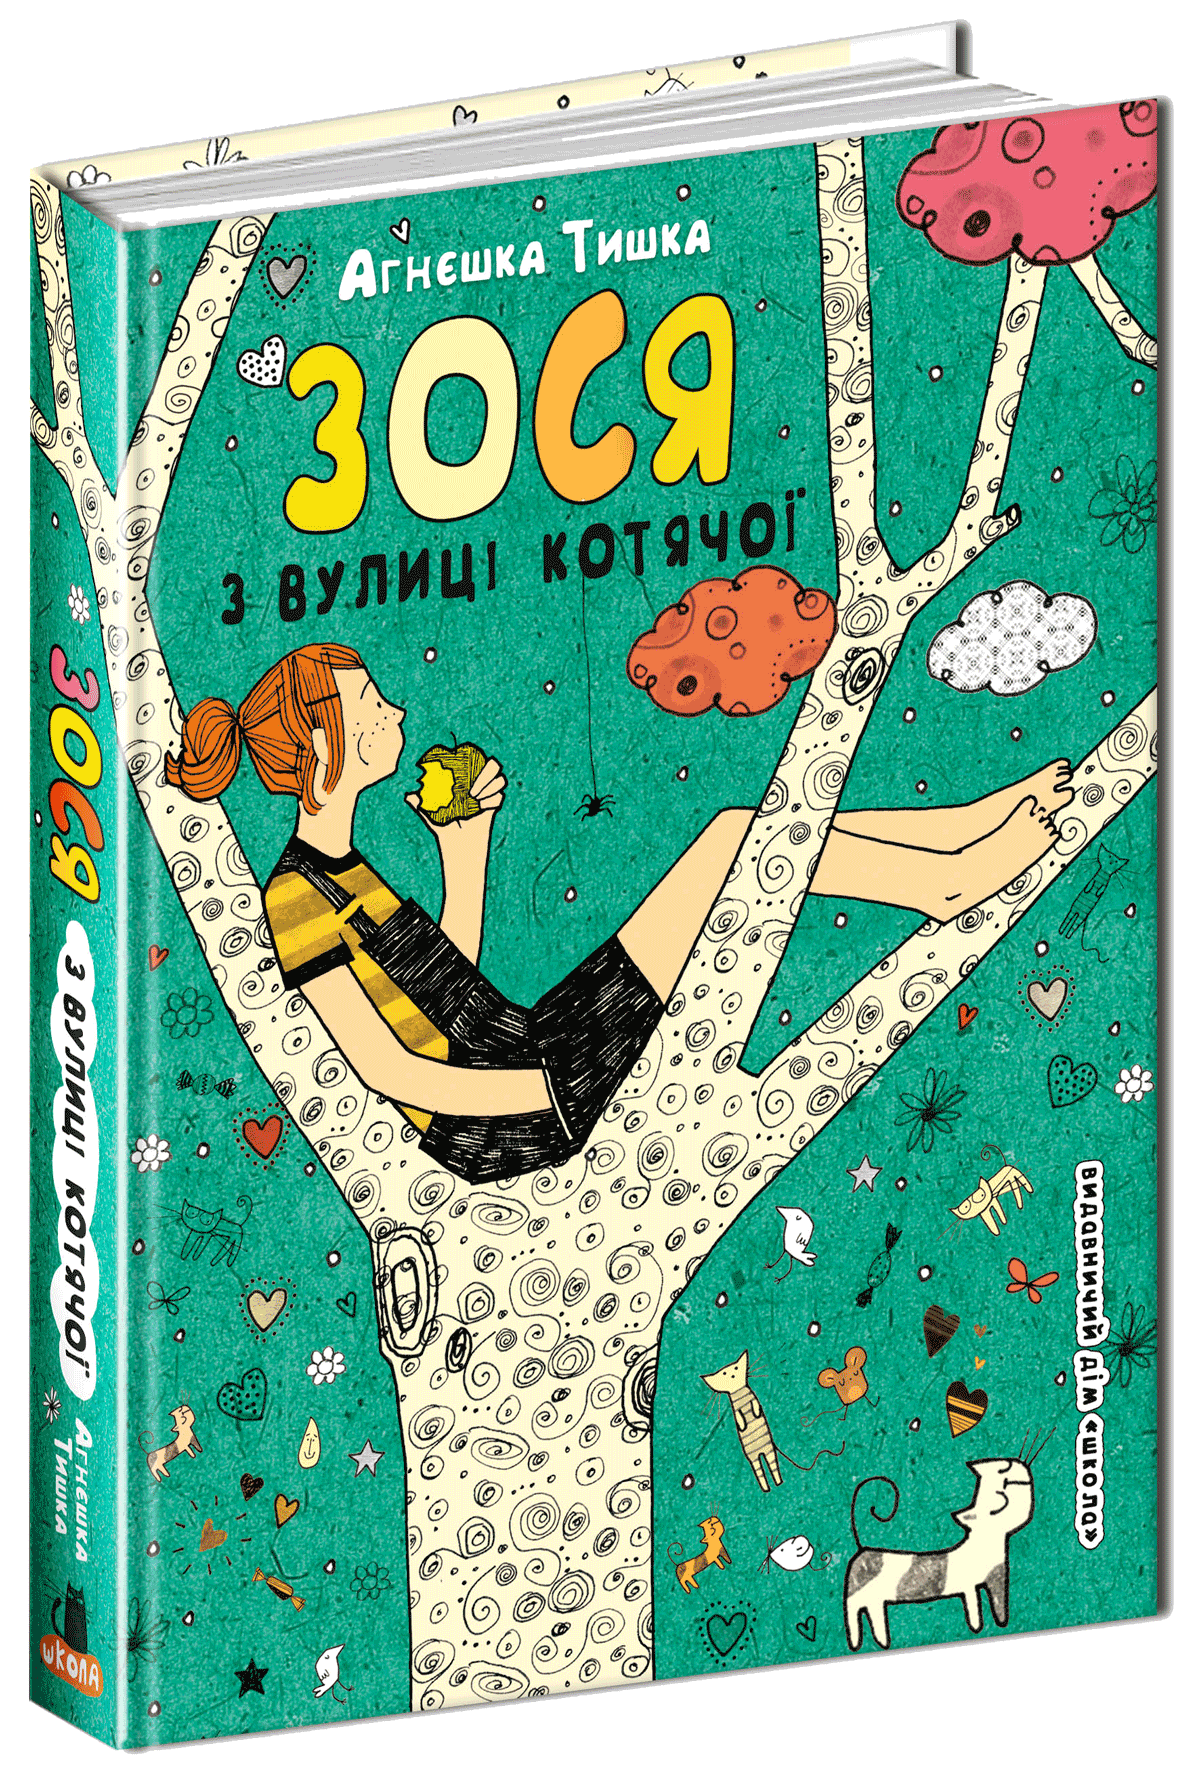 Агнєшка Тишка
ЗОСЯ
з вулиці Котячої
Видавничий дім «Школа»
ЗОСЯ з вулиці Котячої Агнєшка
Тишка
Школа